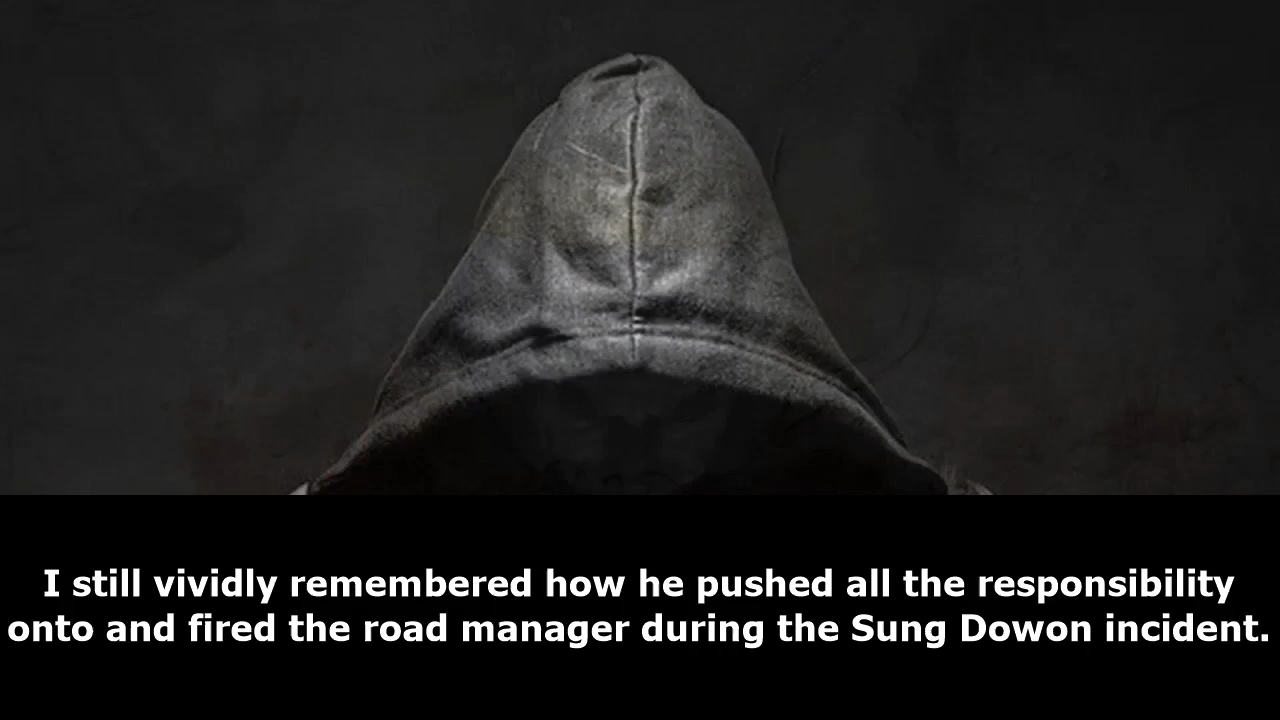 I still vividly remembered how he pushed all the responsibility
onto and fired the road manager during the Sung Dowon incident.